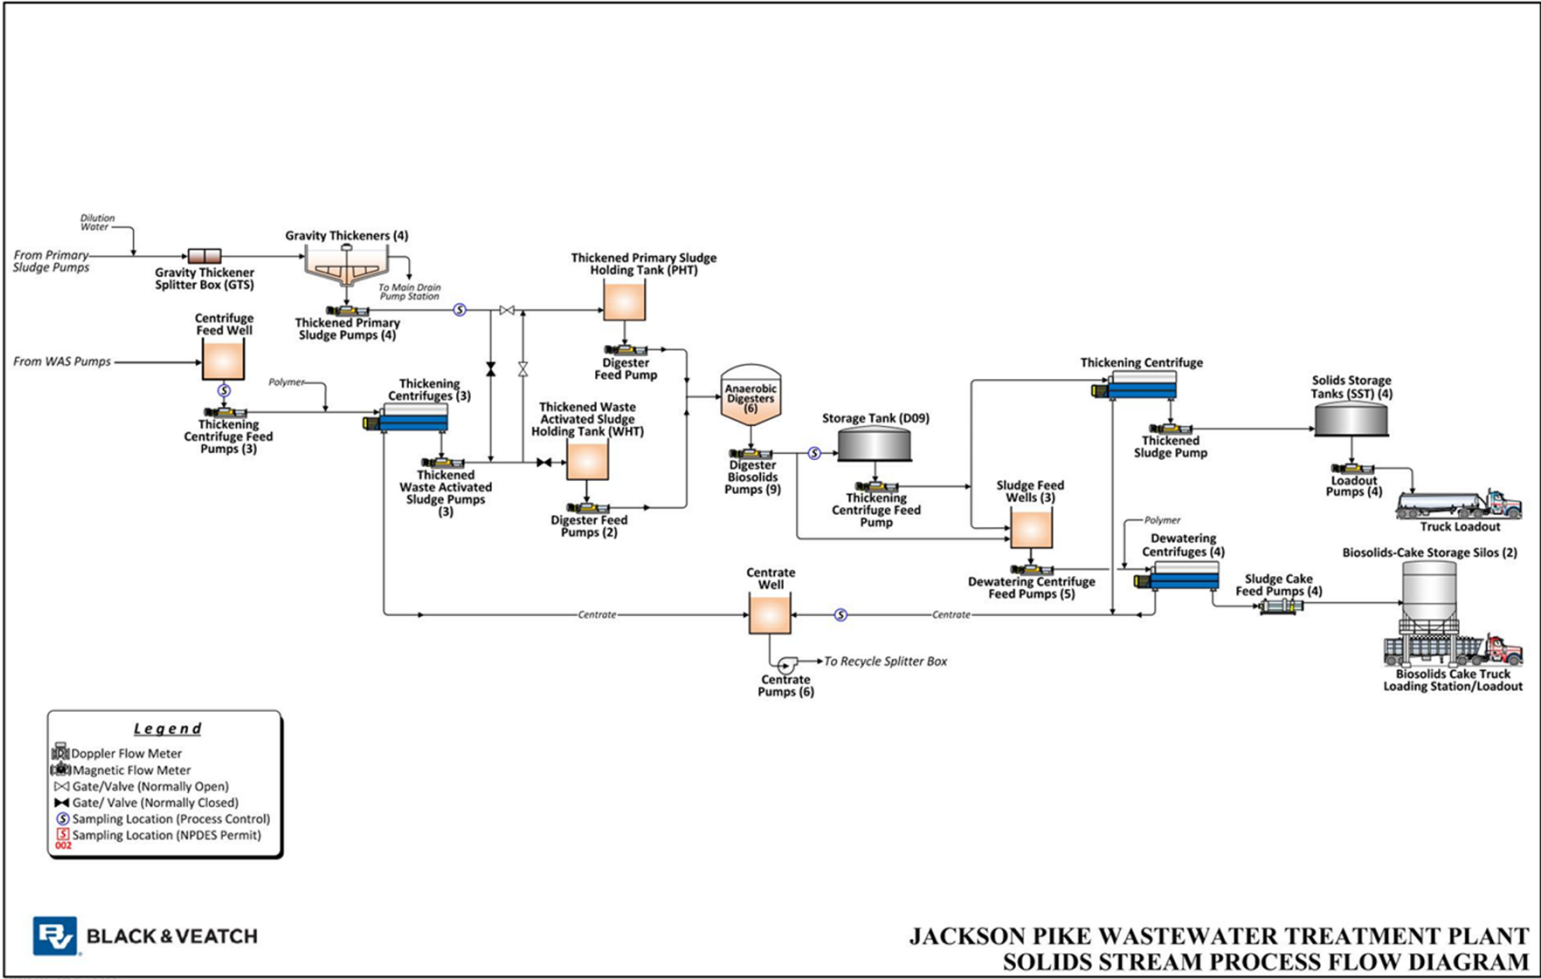 Dilution
Water
From Primary
Sludge Pumps
Gravity Thickener
Splitter Box (GTS)
Gravity Thickeners (4)
To Main Drain
Pump Station
Thickened Primary
Sludge Pumps (4)
S
Thickened Primary Sludge
Holding Tank (PHT)
Digester
Feed Pump
Centrifuge
Feed Well
From WAS Pumps
S
Thickening
Centrifuge Feed
Pumps (3)
Polymer
Thickening
Centrifuges (3)
Thickened
Waste Activated
Sludge Pumps
(3)
Thickened Waste
Activated Sludge
Holding Tank (WHT)
Digester Feed
Pumps (2)
Anaerobic
Digesters
(6)
Digester
Biosolids
Pumps (9)
S
Storage Tank (D09)
Thickening
Centrifuge Feed
Pump
Sludge Feed
Wells (3)
Dewatering Centrifuge
Feed Pumps (5)
Thickening Centrifuge
Thickened
Sludge Pump
Solids Storage
Tanks (SST) (4)
Loadout
Pumps (4)
Truck Loadout
Polymer
Dewatering
Centrifuges (4)
Sludge Cake
Feed Pumps (4)
Biosolids-Cake Storage Silos (2)
Biosolids Cake Truck
Loading Station/Loadout
Centrate
Centrate
Well
S
Centrate
To Recycle Splitter Box
Centrate
Pumps (6)
Legend
Doppler Flow Meter
Magnetic Flow Meter
Gate/Valve (Normally Open)
Gate/ Valve (Normally Closed)
S Sampling Location (Process Control)
S Sampling Location (NPDES Permit)
002
BV
BLACK & VEATCH
JACKSON PIKE WASTEWATER TREATMENT PLANT
SOLIDS STREAM PROCESS FLOW DIAGRAM